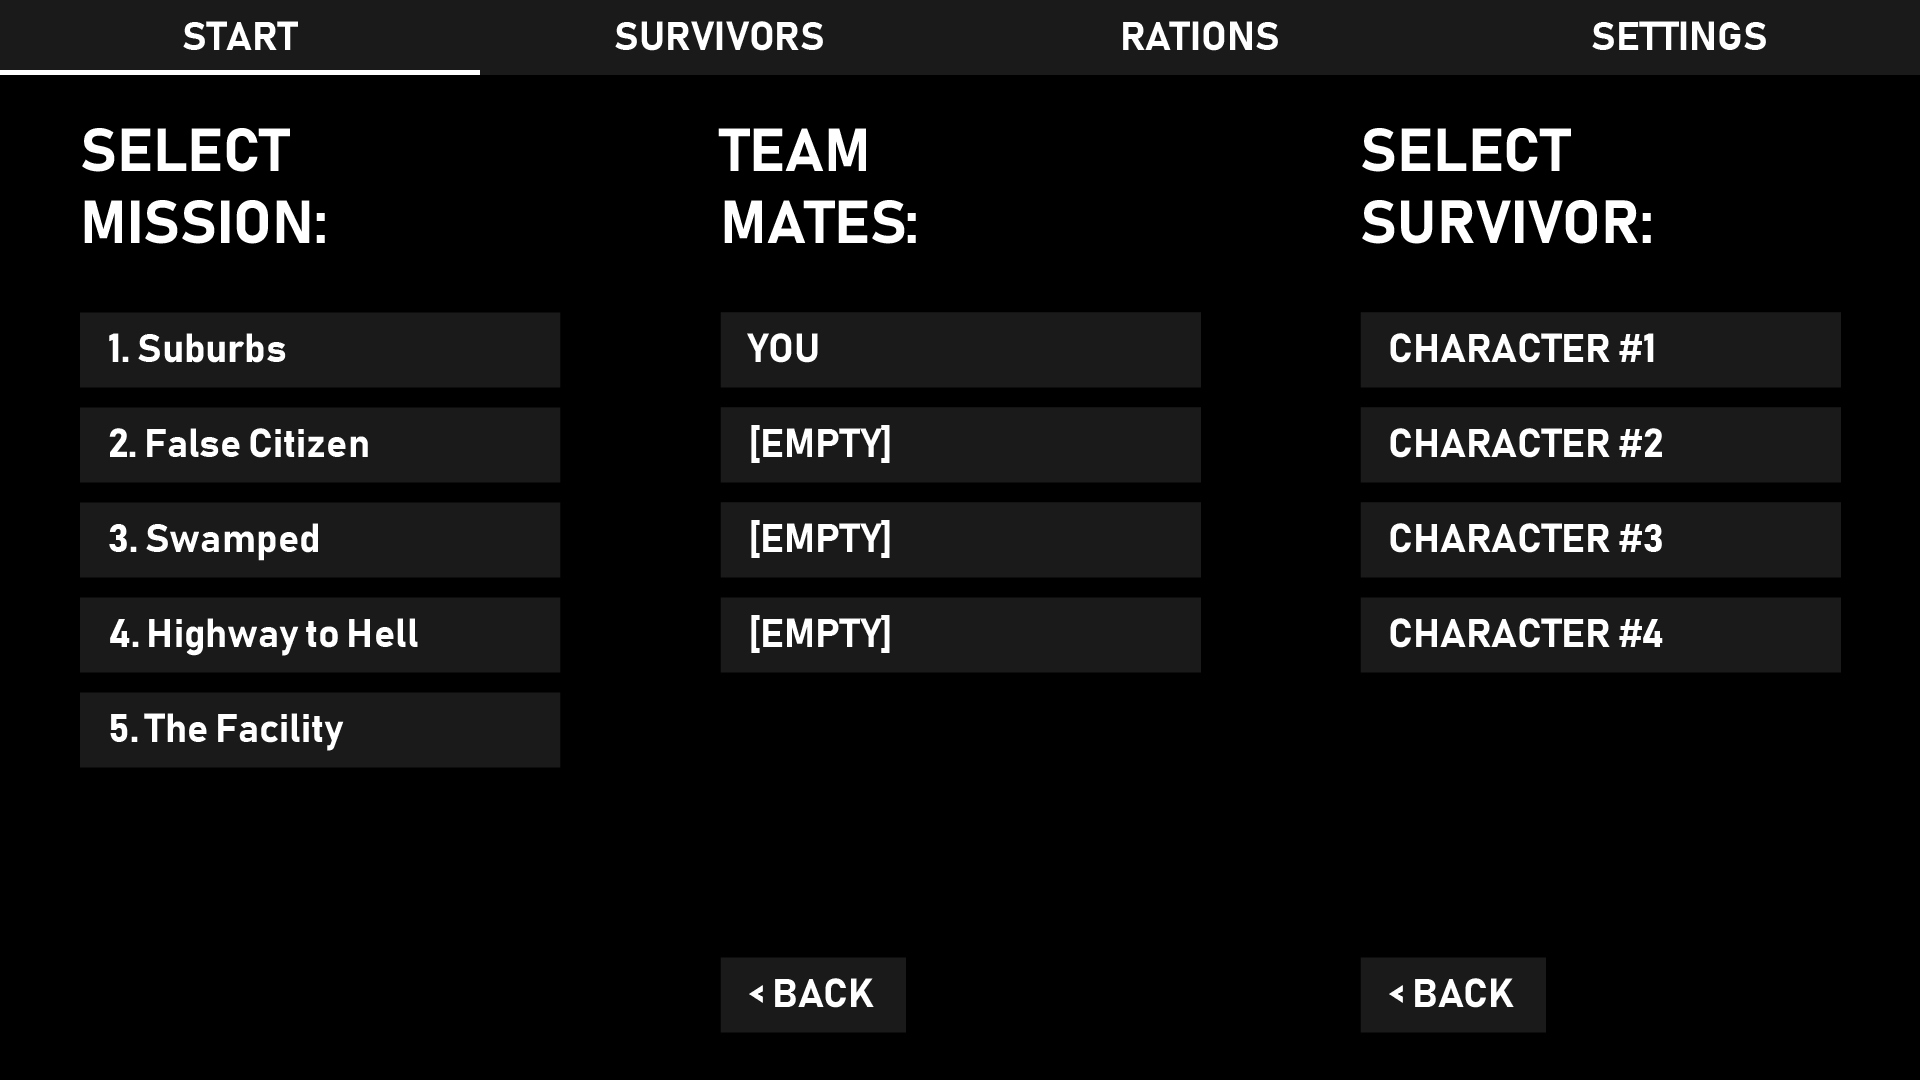 START
SURVIVORS
RATIONS
SETTINGS
SELECT
MISSION:
1. Suburbs
2. False Citizen
3. Swamped
4. Highway to Hell
5. The Facility
TEAM
MATES:
YOU
[EMPTY]
[EMPTY]
[EMPTY]
< BACK
SELECT
SURVIVOR:
CHARACTER #1
CHARACTER #2
CHARACTER #3
CHARACTER #4
< BACK